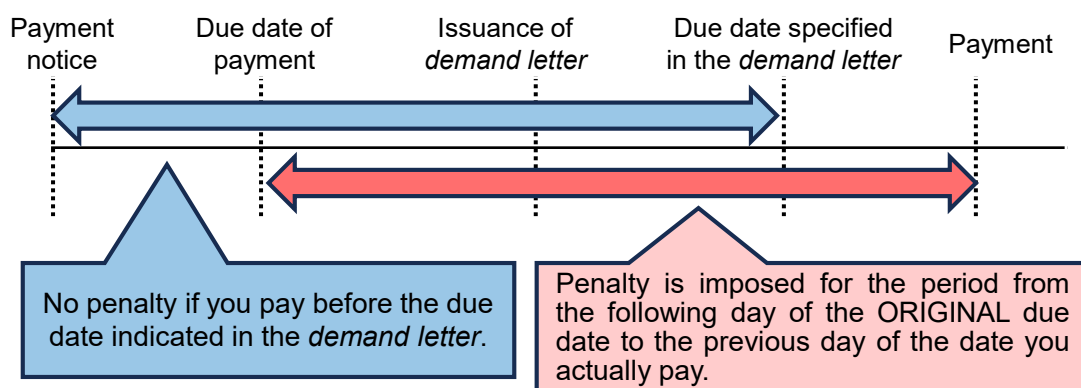 Payment
notice
Due date of
payment
Issuance of
demand letter
Due date specified
in the demand letter
Payment
No penalty if you pay before the due
date indicated in the demand letter.
Penalty is imposed for the period from
the following day of the ORIGINAL due
date to the previous day of the date you
actually pay.